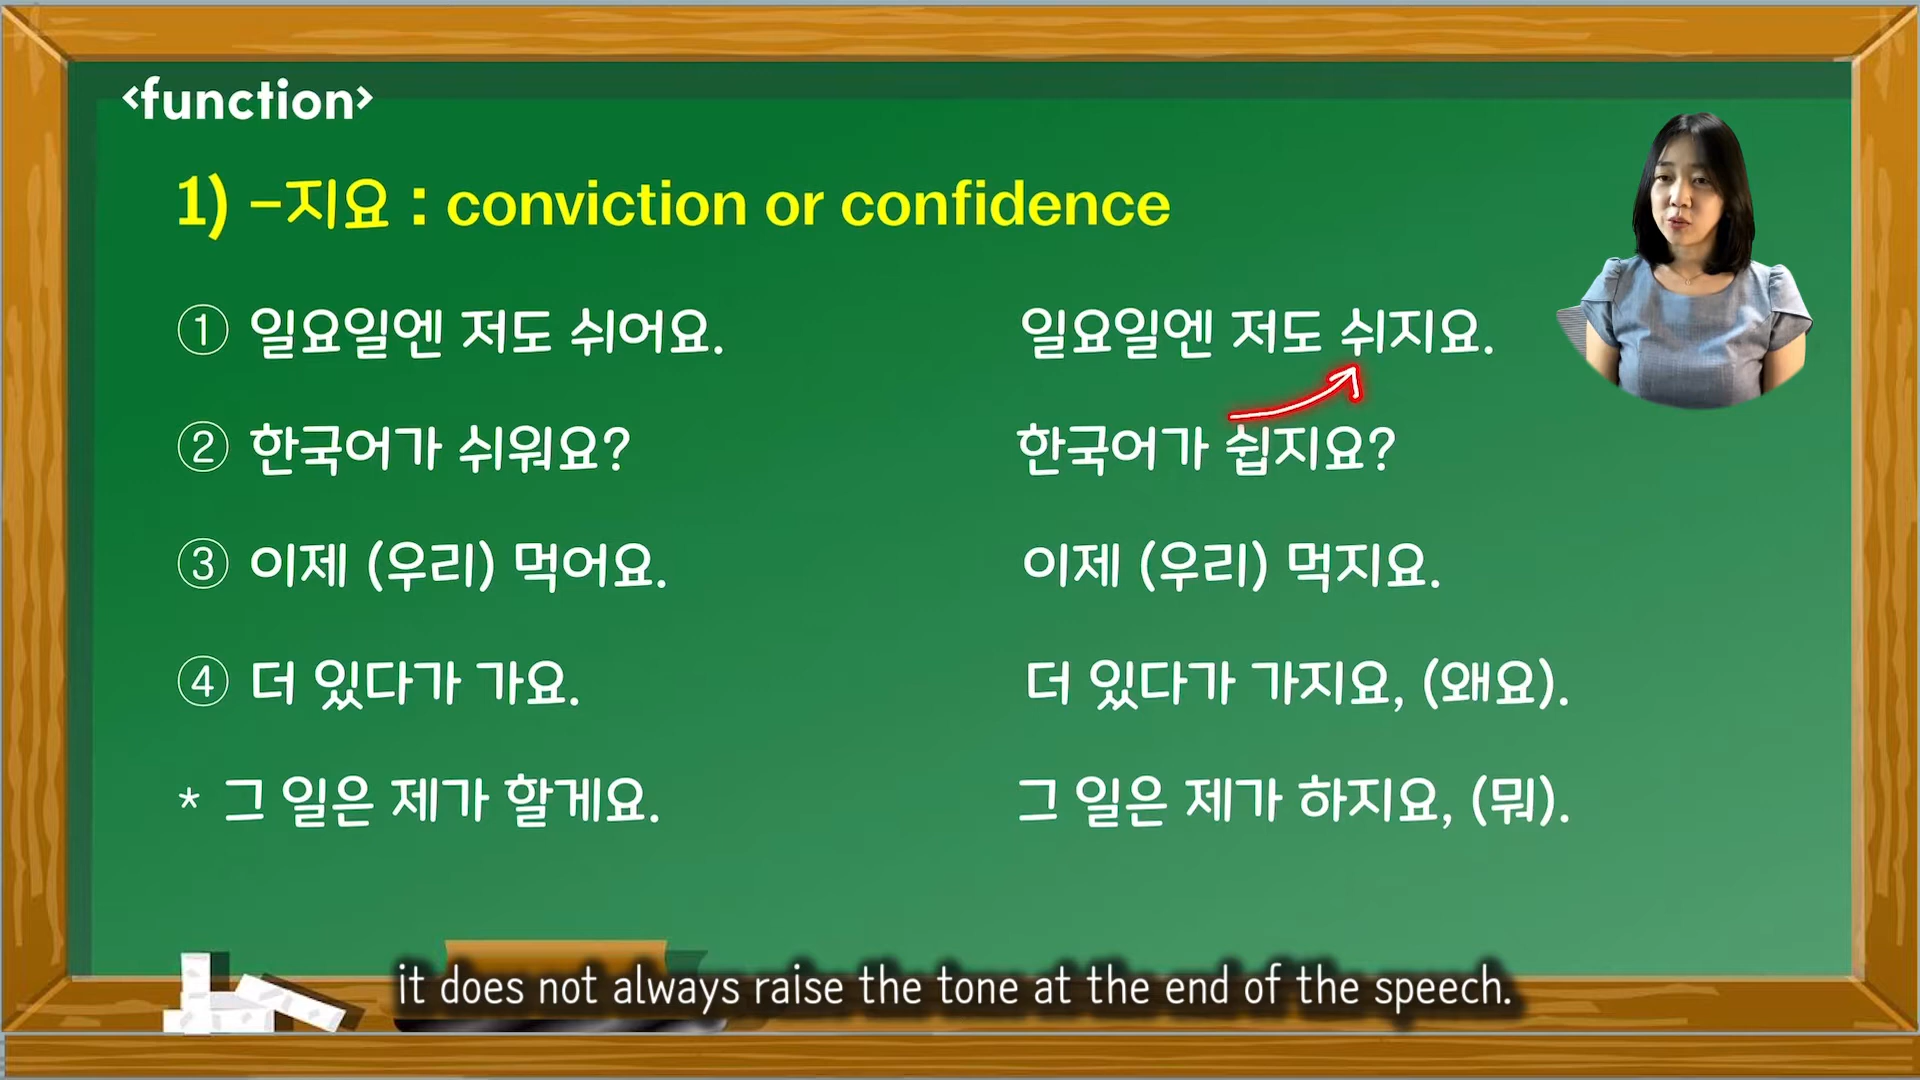 <function>
1) -지요 : conviction or confidence
① 일요일엔 저도 쉬어요. 일요일엔 저도 쉬지요.
② 한국어가 쉬워요? 한국어가 쉽지요?
③ 이제 (우리) 먹어요. 이제 (우리) 먹지요.
④ 더 있다가 가요. 더 있다가 가지요, (왜요).
* 그 일은 제가 할게요. 그 일은 제가 하지요, (뭐).
it does not always raise the tone at the end of the speech.